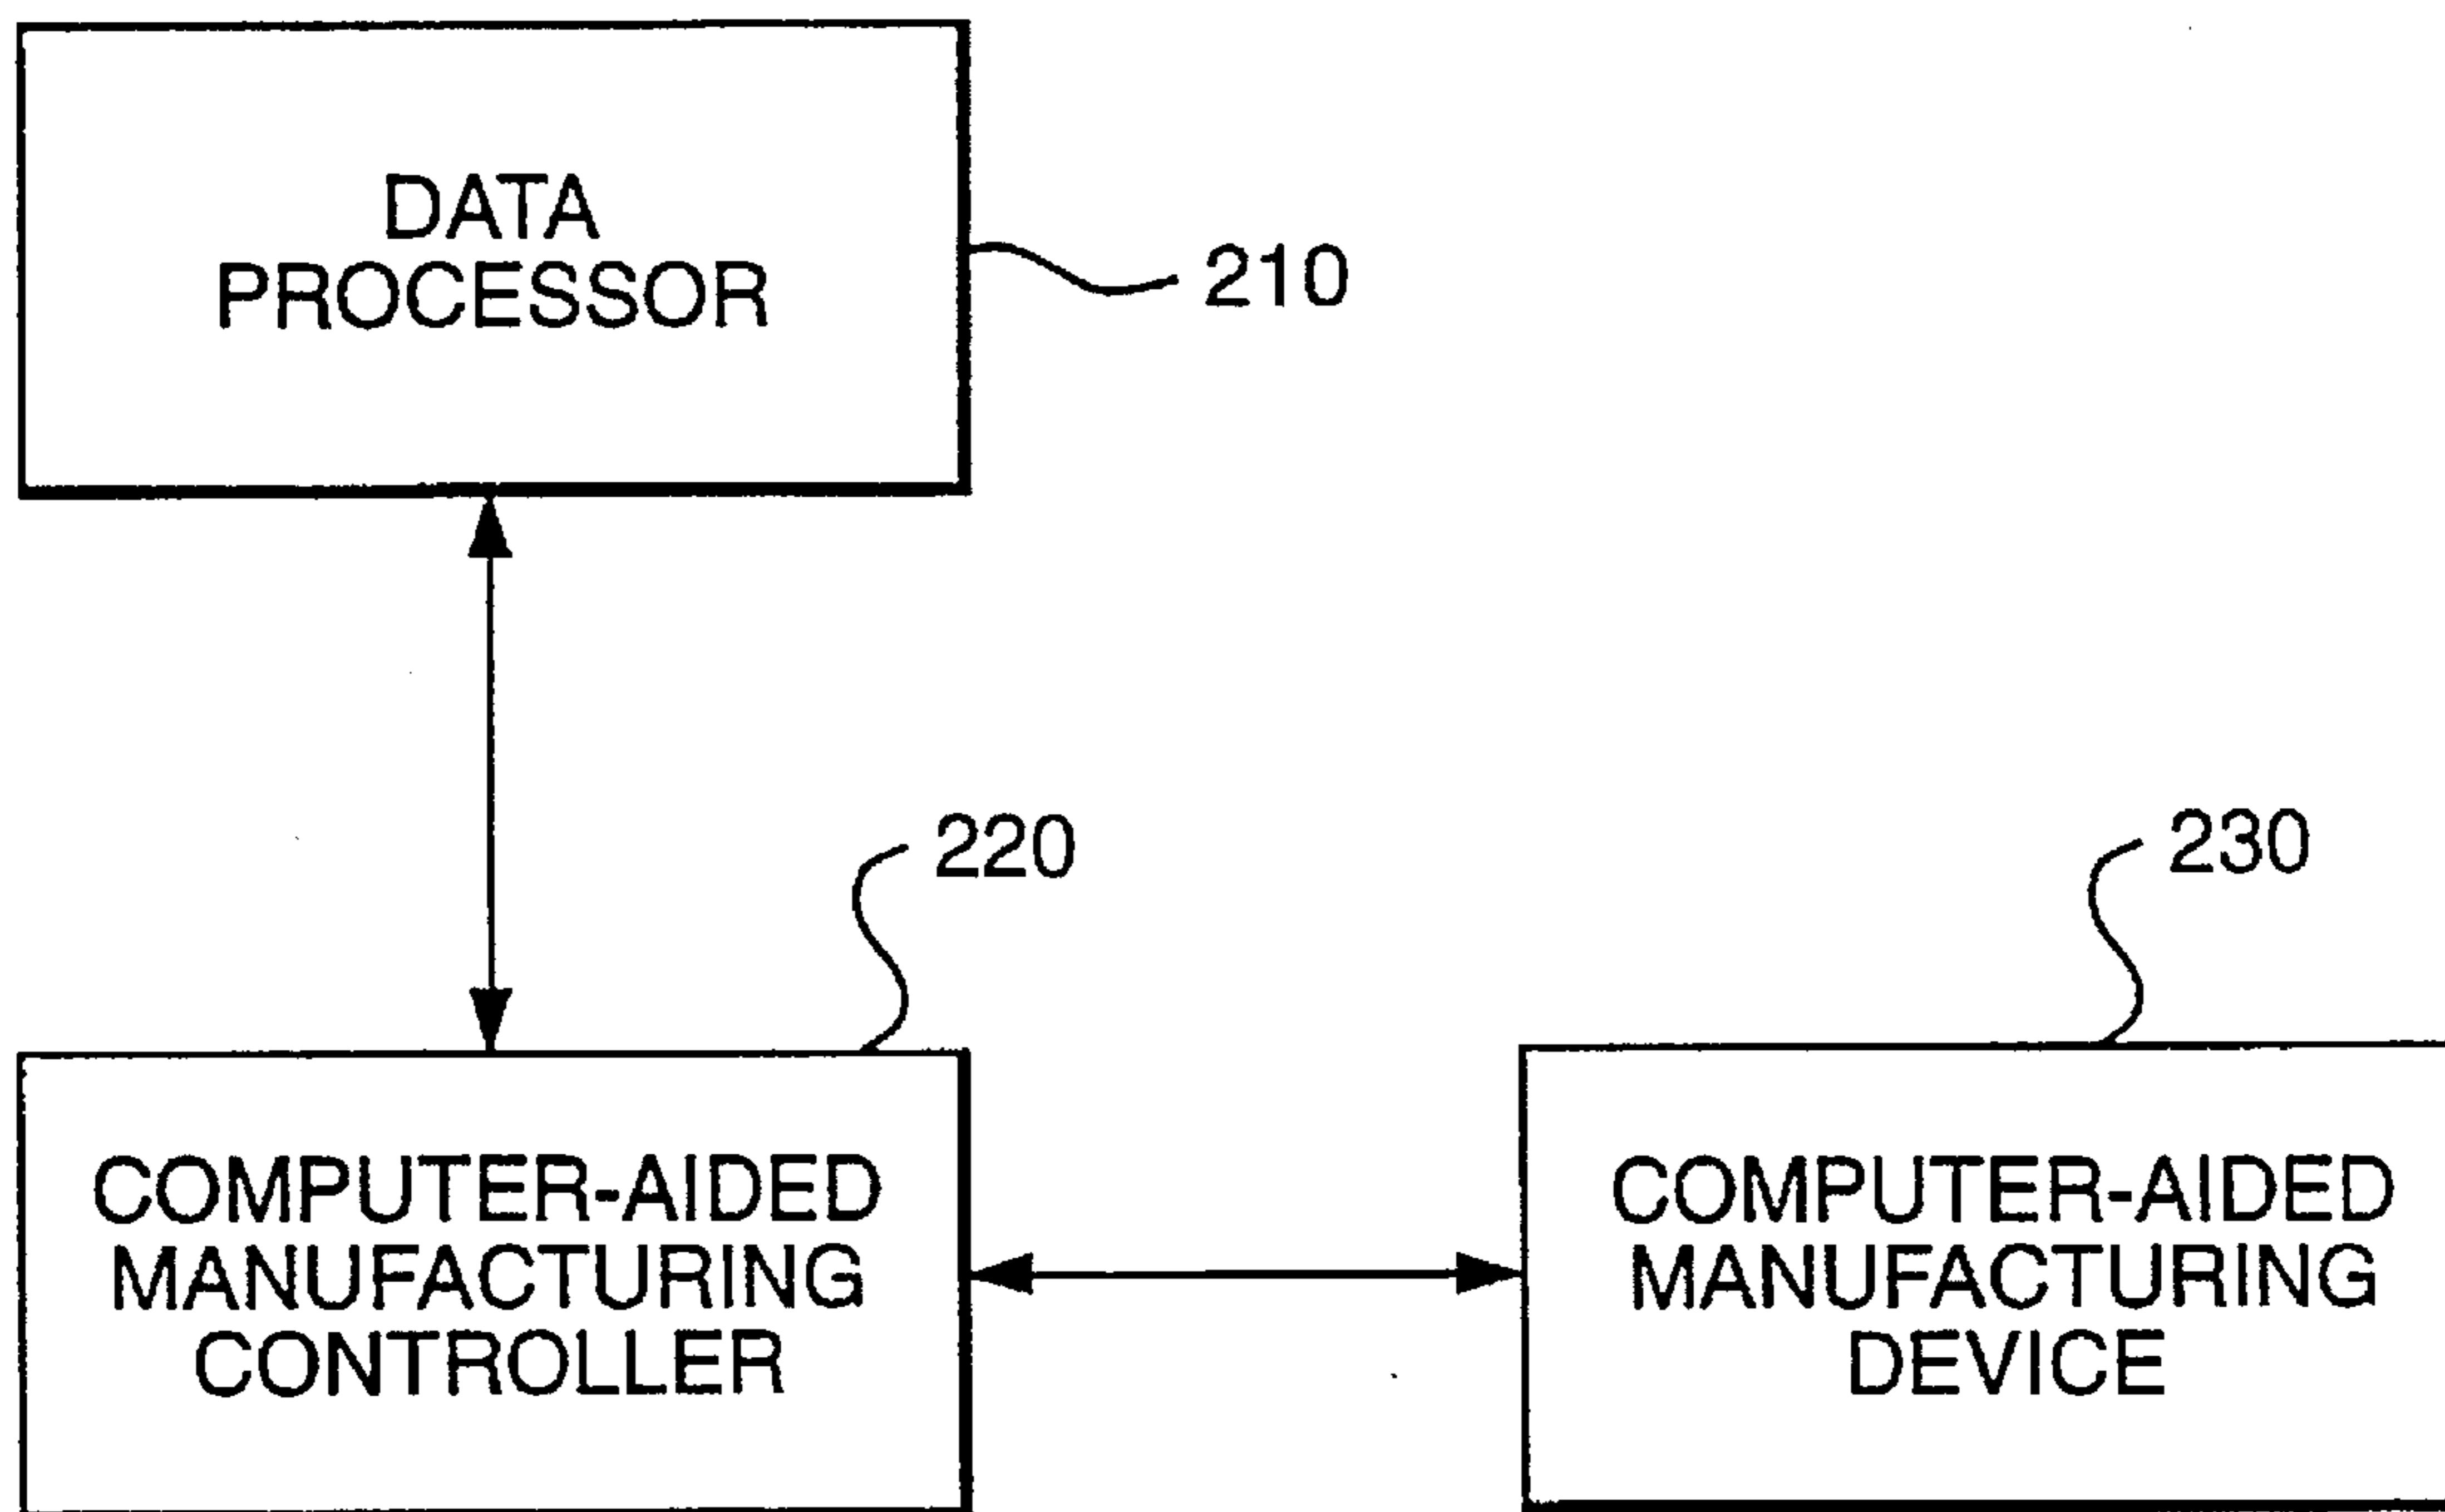 DATA
PROCESSOR
210
220
230
COMPUTER-AIDED
MANUFACTURING
CONTROLLER
COMPUTER-AIDED
MANUFACTURING
DEVICE